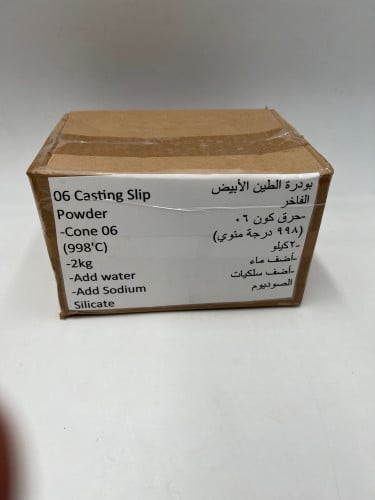 06 Casting Slip
Powder
-Cone 06
(998'C)
-2kg
-Add water
-Add Sodium
Silicate
بودرة الطين الأبيض
الفاخر
-حرق كون ٠٦
(٩٩٨ درجة منوي)
-٢كيلو
-أضف ماء
-أضف سلكيات
الصوديوم